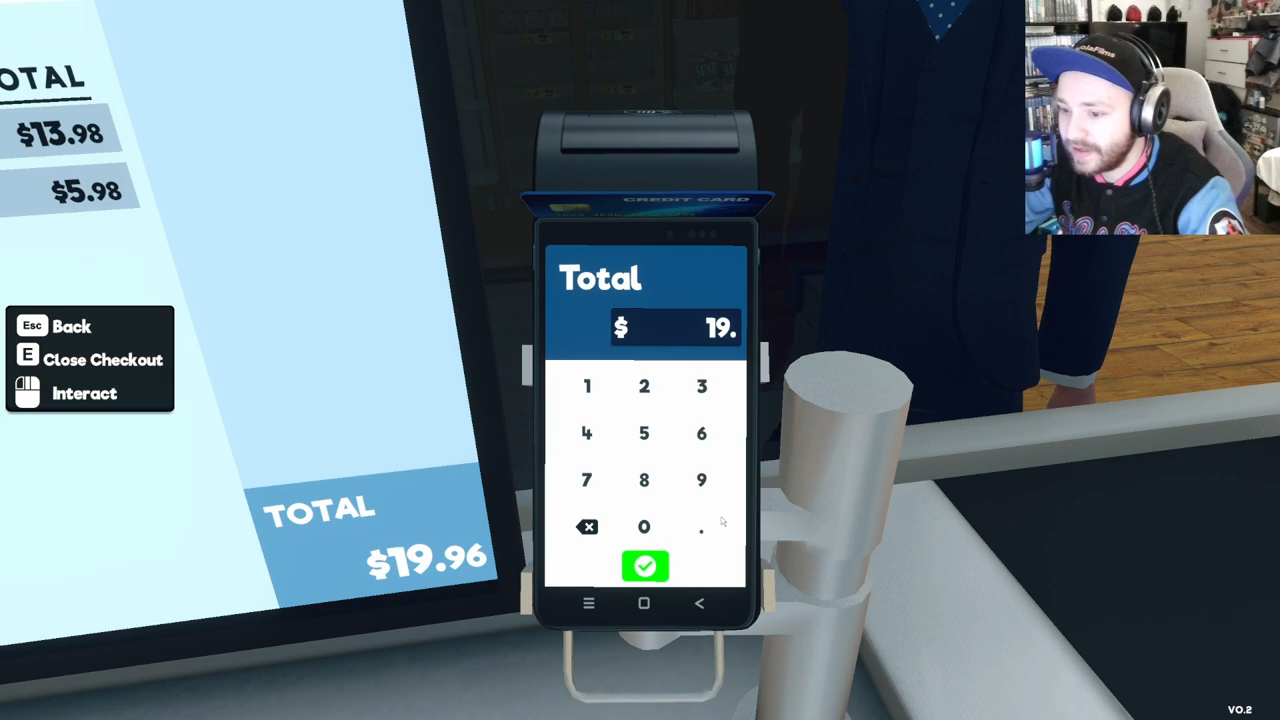 OTAL
$13.98
$5.98
Esc Back
E Close Checkout
Interact
TOTAL
$19.96
CREDIT CARD
Total
$ 19.
1 2 3
4 5 6
7 8 9
0 .
V0.2